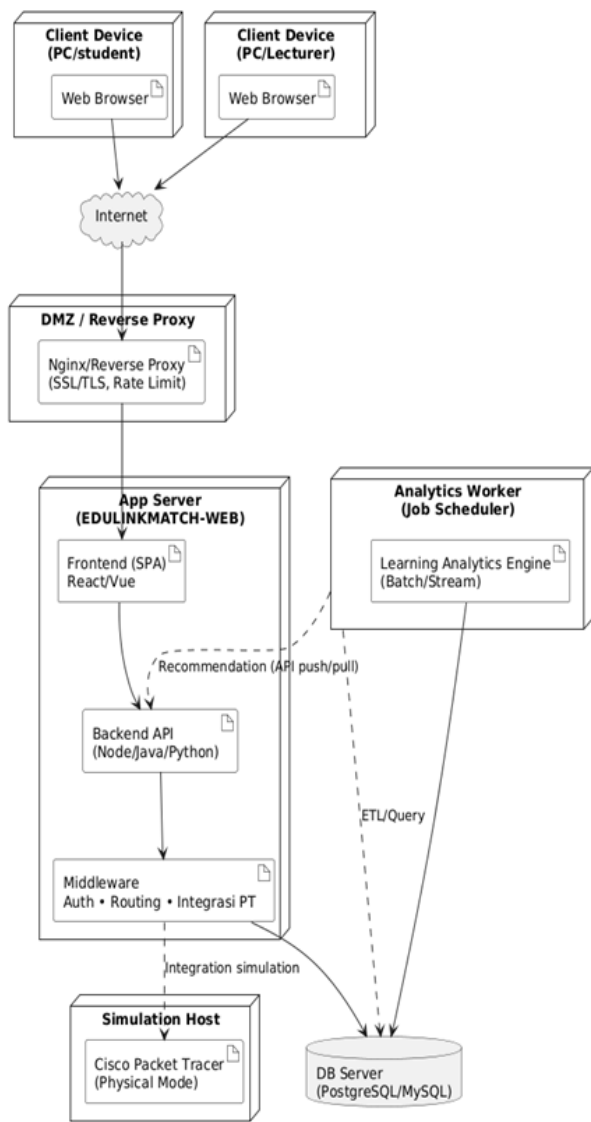 Client Device
(PC/student)
Web Browser
Client Device
(PC/Lecturer)
Web Browser
Internet
DMZ / Reverse Proxy
Nginx/Reverse Proxy
(SSL/TLS, Rate Limit)
App Server
(EDULINKMATCH-WEB)
Frontend (SPA)
React/Vue
Analytics Worker
(Job Scheduler)
Learning Analytics Engine
(Batch/Stream)
Recommendation (API push/pull)
Backend API
(Node/Java/Python)
ETL/Query
Middleware
Auth • Routing • Integrasi PT
Integration simulation
Simulation Host
Cisco Packet Tracer
(Physical Mode)
DB Server
(PostgreSQL/MySQL)